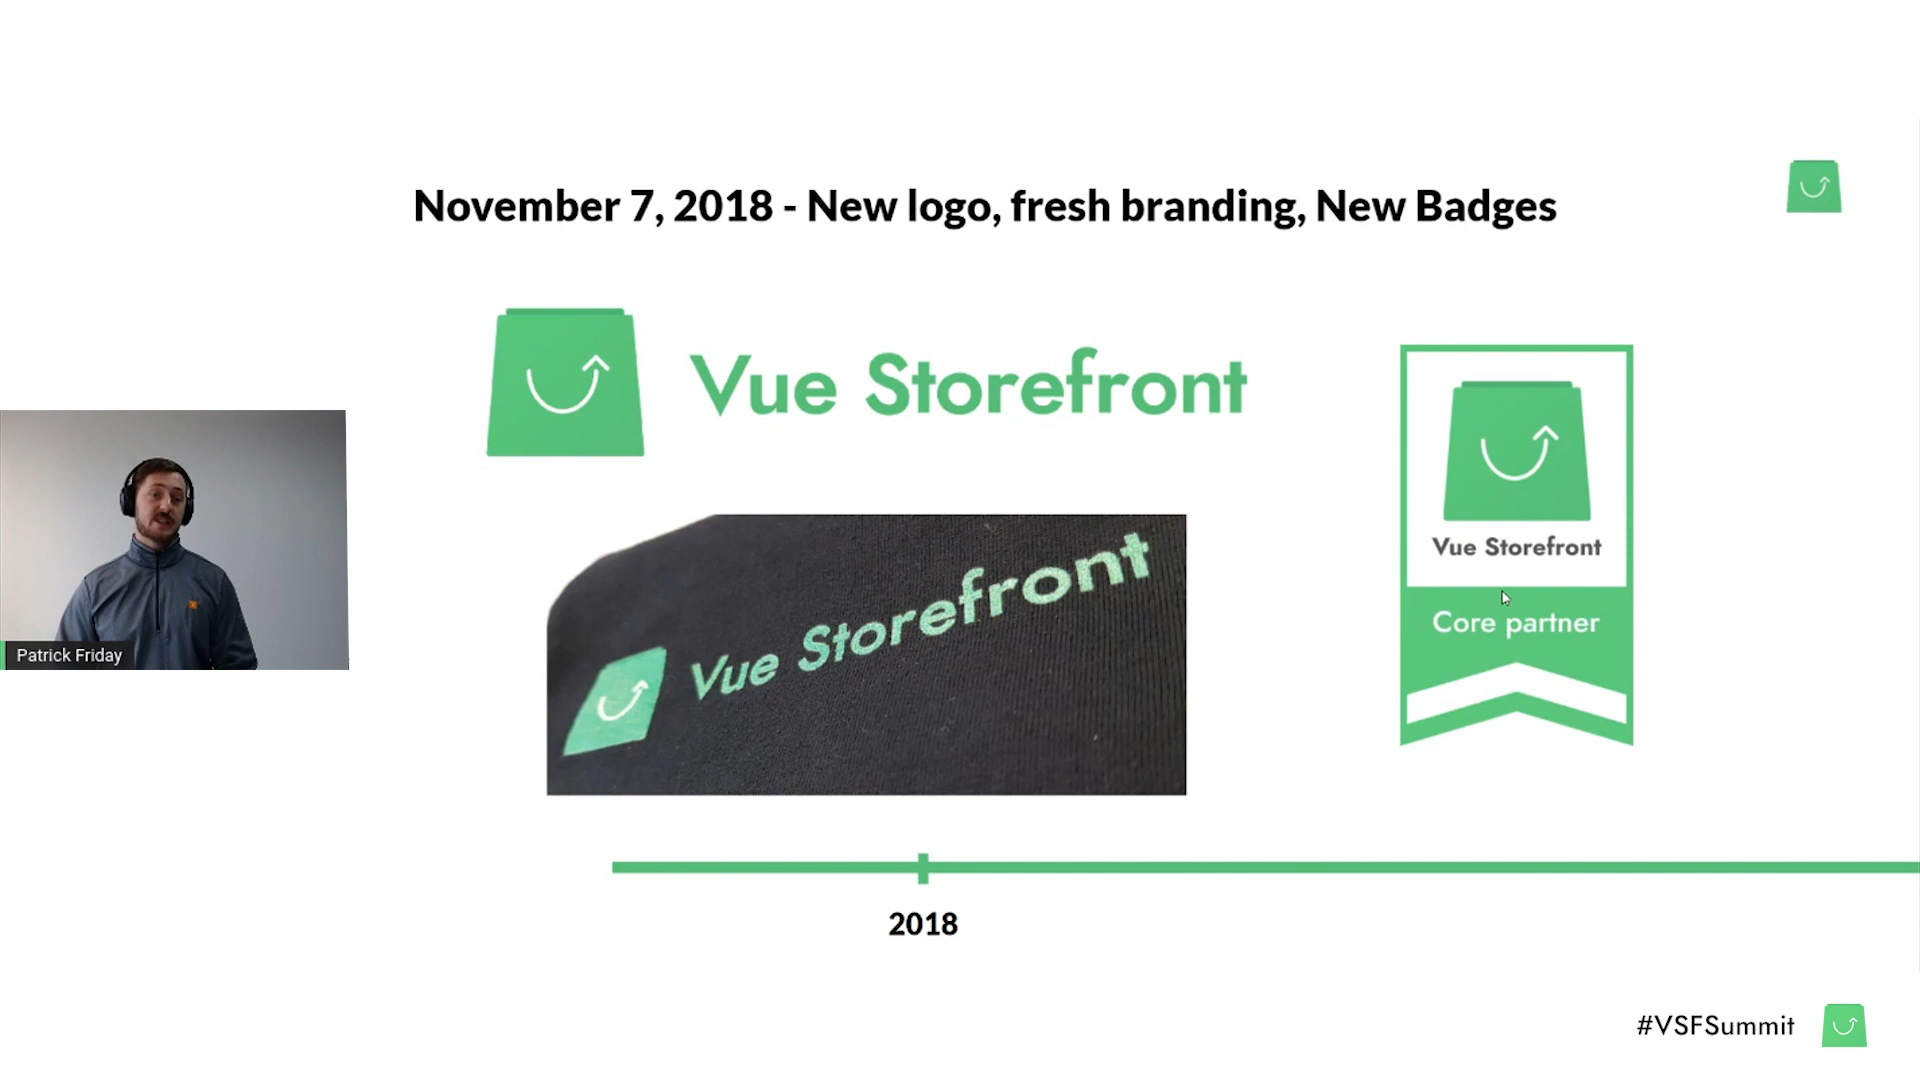 November 7, 2018 - New logo, fresh branding, New Badges
Vue Storefront
Vue Storefront
Core partner
Vue Storefront
Patrick Friday
2018
#VSFSummit